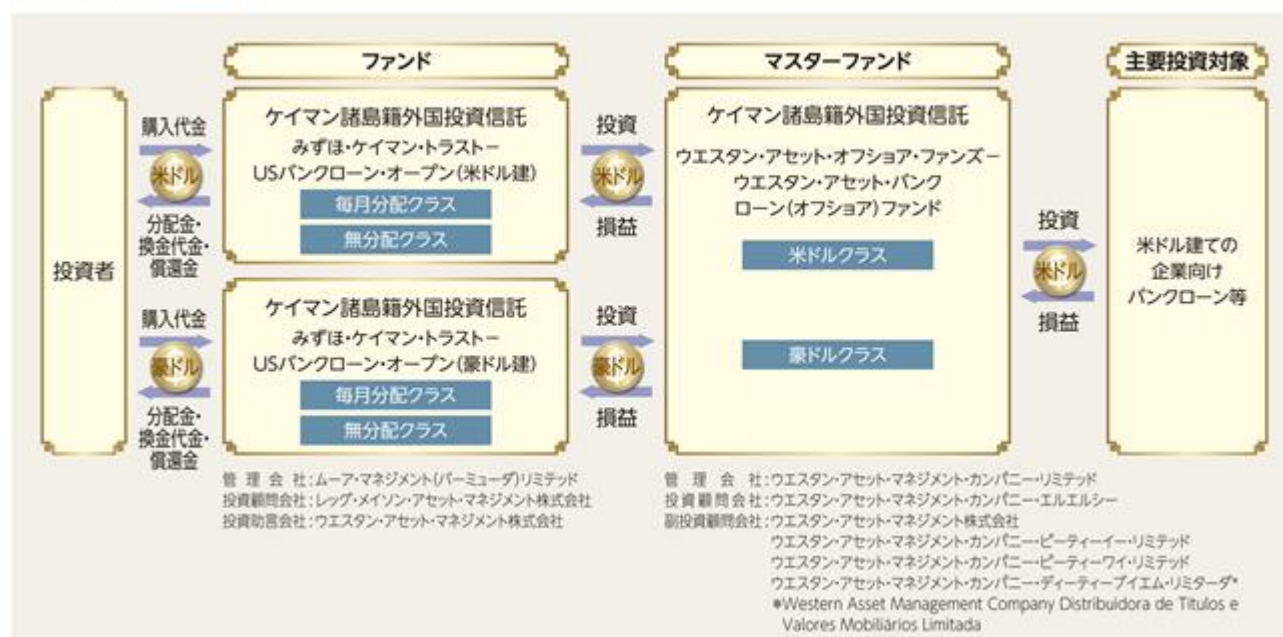 ファンド
マスターファンド
主要投資対象
投資者
購入代金
米ドル
分配金・
換金代金・
償還金
購入代金
豪ドル
分配金・
換金代金・
償還金
ケイマン諸島籍外国投資信託
みずほ・ケイマン・トラスト－
USバンクローン・オープン(米ドル建)
毎月分配クラス
無分配クラス
ケイマン諸島籍外国投資信託
みずほ・ケイマン・トラスト－
USバンクローン・オープン(豪ドル建)
毎月分配クラス
無分配クラス
投資
米ドル
損益
投資
豪ドル
損益
ケイマン諸島籍外国投資信託
ウエスタン・アセット・オフショア・ファンズ－
ウエスタン・アセット・バンク
ローン(オフショア)ファンド
米ドルクラス
豪ドルクラス
投資
米ドル
損益
米ドル建ての
企業向け
バンクローン等
管理会社:ムーア・マネジメント(バーミューダ)リミテッド
投資顧問会社:レッグ・メイソン・アセット・マネジメント株式会社
投資助言会社:ウエスタン・アセット・マネジメント株式会社
管理会社:ウエスタン・アセット・マネジメント・カンパニー・リミテッド
投資顧問会社:ウエスタン・アセット・マネジメント・カンパニー・エルエルシー
副投資顧問会社:ウエスタン・アセット・マネジメント株式会社
ウエスタン・アセット・マネジメント・カンパニー・ピーティーイー・リミテッド
ウエスタン・アセット・マネジメント・カンパニー・ピーティーワイ・リミテッド
ウエスタン・アセット・マネジメント・カンパニー・ディーティーブイエム・リミターダ*
*Western Asset Management Company Distribuidora de Títulos e
Valores Mobiliários Limitada